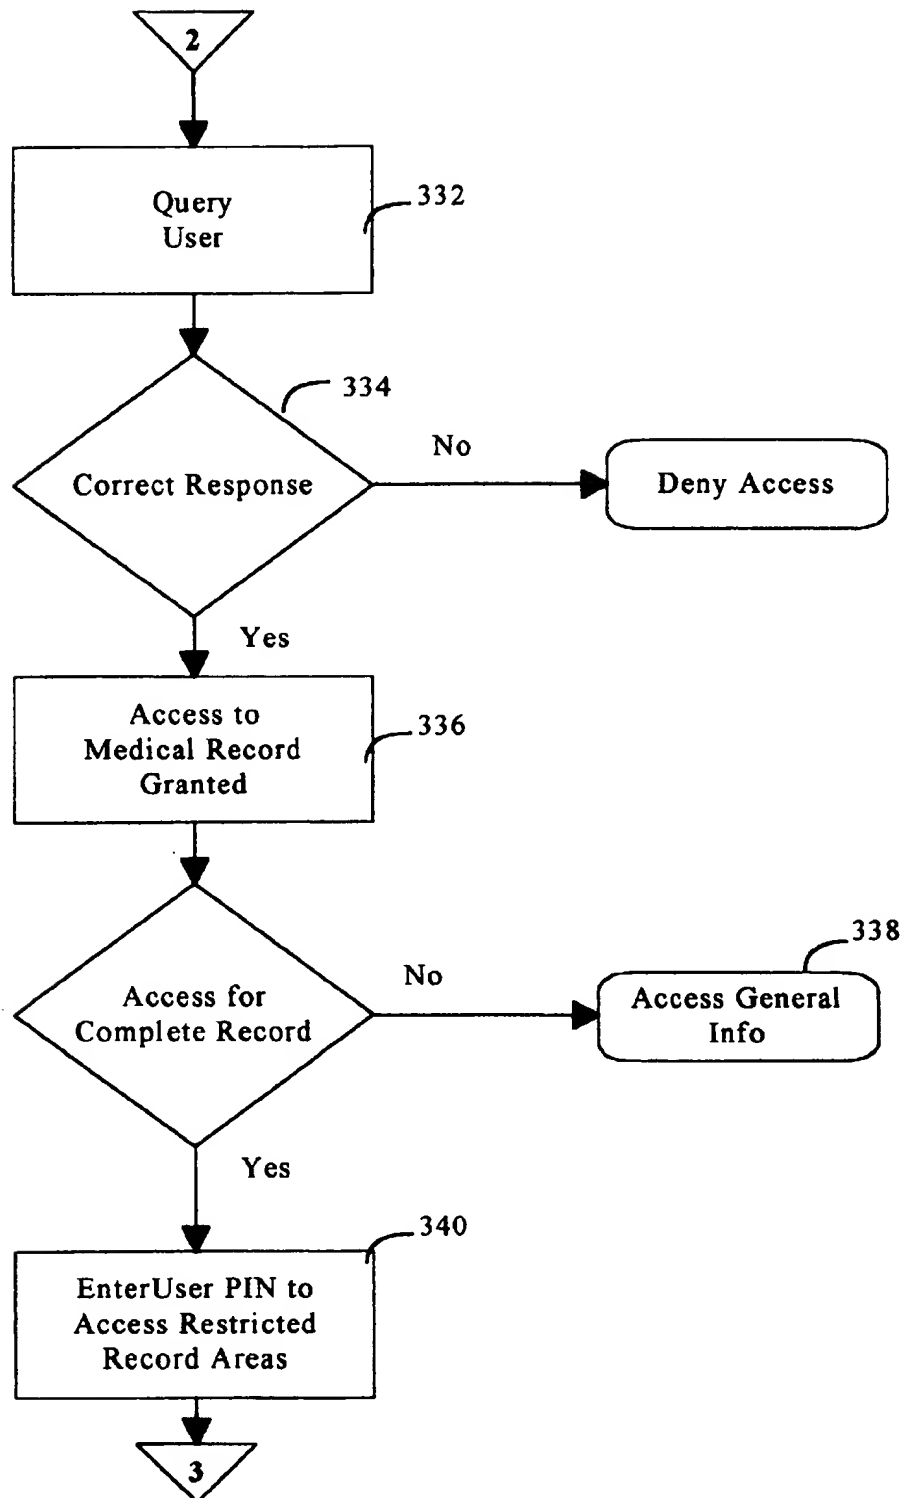 2
Query
User
332
334
Correct Response
No
Deny Access
Yes
Access to
Medical Record
Granted
336
Access for
Complete Record
No
338
Access General
Info
Yes
340
EnterUser PIN to
Access Restricted
Record Areas
3